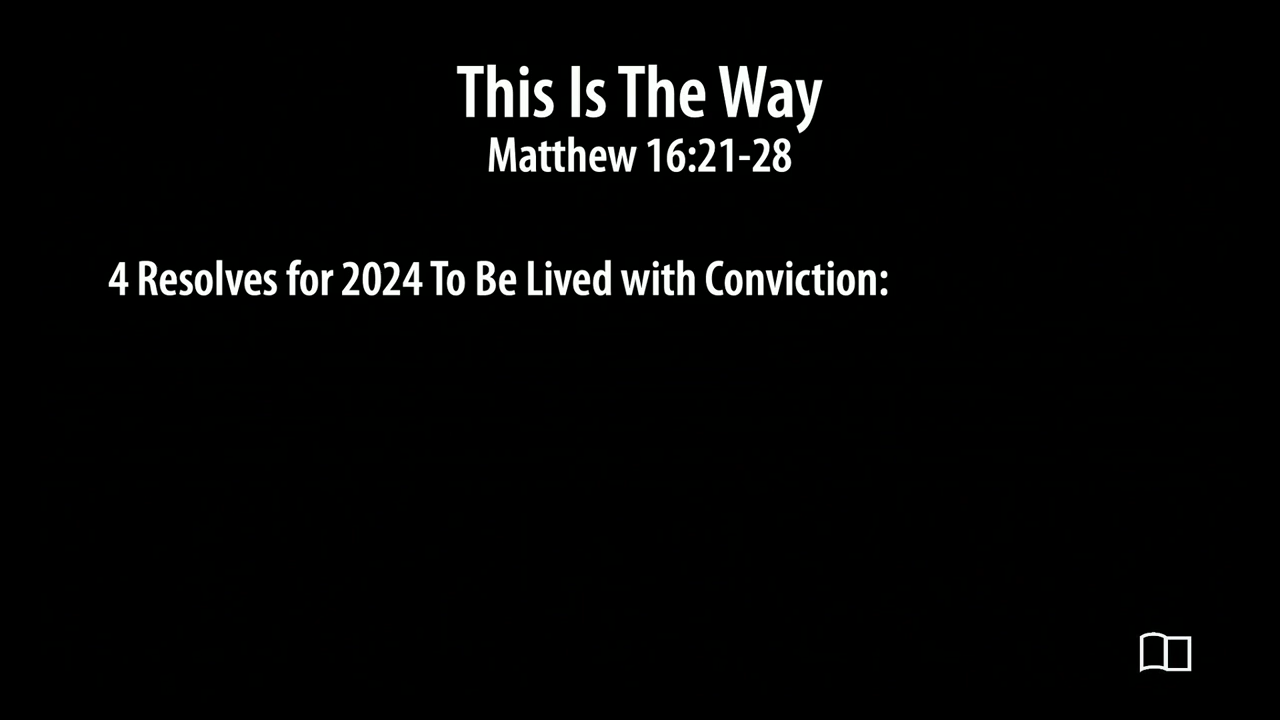 This Is The Way
Matthew 16:21-28
4 Resolves for 2024 To Be Lived with Conviction: